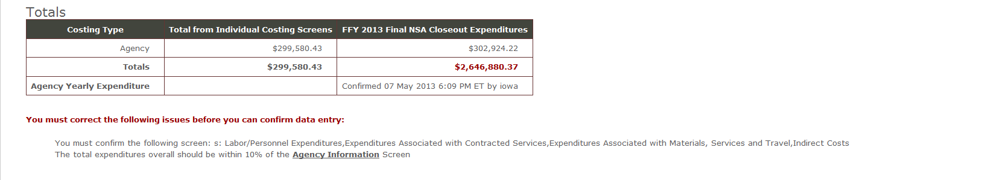 Totals
Costing Type Total from Individual Costing Screens FFY 2013 Final NSA Closeout Expenditures
Agency $299,580.43 $302,924.22
Totals $299,580.43 $2,646,880.37
Agency Yearly Expenditure Confirmed 07 May 2013 6:09 PM ET by iowa
You must correct the following issues before you can confirm data entry:
You must confirm the following screen: s: Labor/Personnel Expenditures,Expenditures Associated with Contracted Services,Expenditures Associated with Materials, Services and Travel,Indirect Costs
The total expenditures overall should be within 10% of the Agency Information Screen